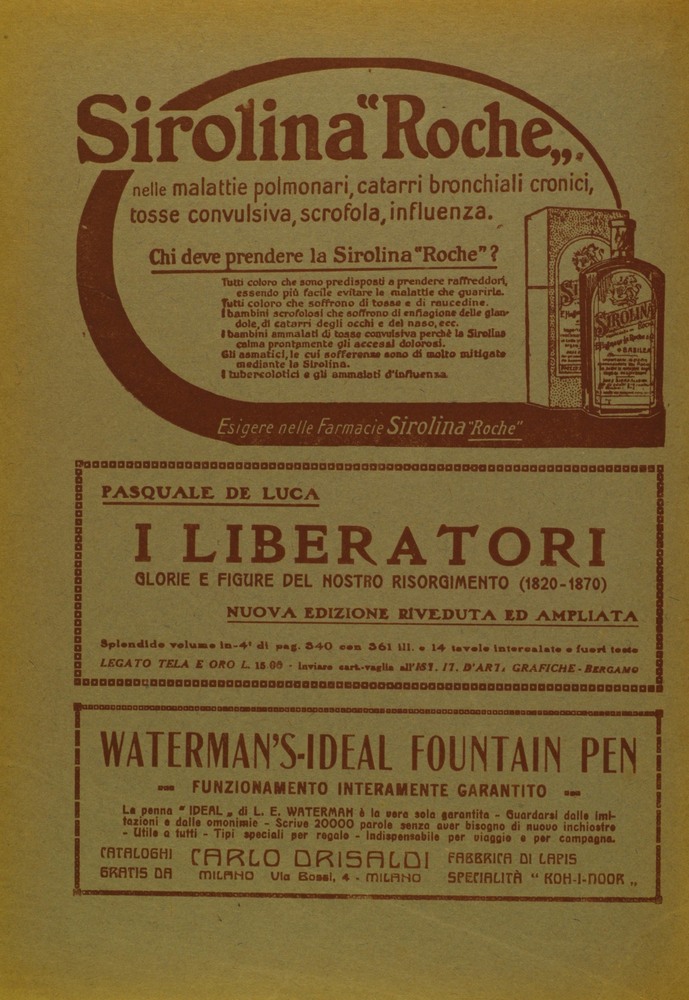 Sirolina "Roche„.
nelle malattie polmonari, catarri bronchiali cronici,
tosse convulsiva, scrofola, influenza.
Chi deve prendere la Sirolina "Roche"?
Tutti coloro che sono predisposti a prendere raffreddori,
essendo più facile evitare le malattie che guarirle.
Tutti coloro che soffrono di tosse e di raucedine.
I bambini scrofolosi che soffrono di enfiagione delle glan-
dole, di catarri degli occhi e del naso, ecc.
I bambini ammalati di tosse convulsiva perchè la Sirolina
calma prontamente gli accessi dolorosi.
Gli asmatici, le cui sofferenze sono di molto mitigate
mediante la Sirolina.
I tubercolotici e gli ammalati d'influenza.
SIROLINA
BASILEA
Esigere nelle Farmacie Sirolina "Roche"
PASQUALE DE LUCA
I LIBERATORI
GLORIE E FIGURE DEL NOSTRO RISORGIMENTO (1820-1870)
NUOVA EDIZIONE RIVEDUTA ED AMPLIATA
Splendido volume in-4° di pag. 340 con 361 ill. e 14 tavole intercalate e fuori testo
LEGATO TELA E ORO L. 15 00 - Inviare cart.-vaglia all'IST. IT. D'ARTI GRAFICHE - BERGAMO
WATERMAN'S-IDEAL FOUNTAIN PEN
FUNZIONAMENTO INTERAMENTE GARANTITO
La penna " IDEAL „ di L. E. WATERMAN è la vera sola garantita - Guardarsi dalle imi-
tazioni e dalle omonimie - Scrive 20000 parole senza aver bisogno di nuovo inchiostro
- Utile a tutti - Tipi speciali per regalo - Indispensabile per viaggio e per campagna.
CATALOGHI CARLO DRISALDI FABBRICA DI LAPIS
GRATIS DA MILANO Via Bossi, 4 - MILANO SPECIALITÀ " KOH-I-NOOR „